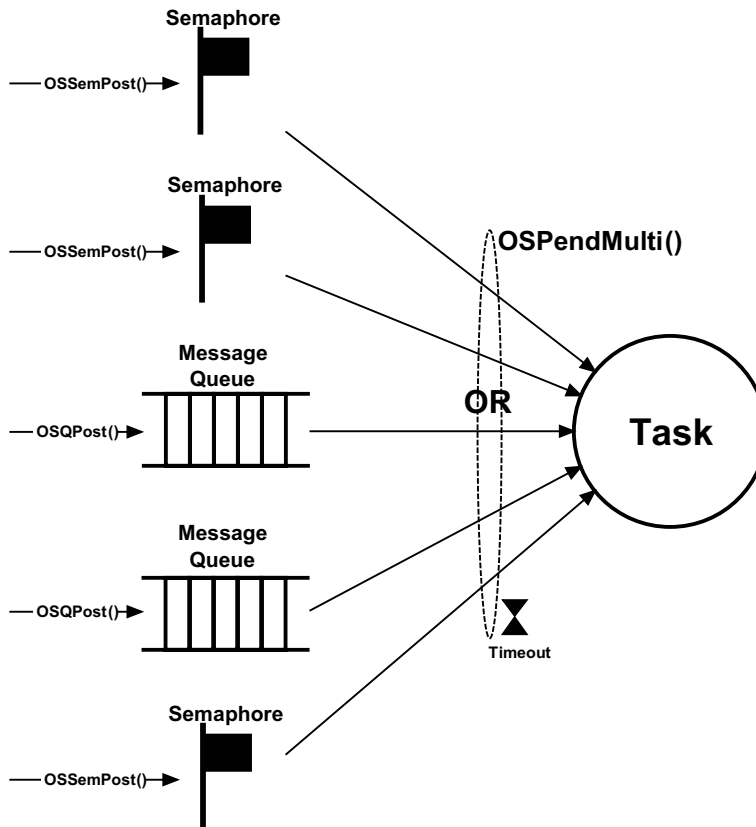 Semaphore
OSSemPost()
Semaphore
OSSemPost()
OSPendMulti()
Message
Queue
OSQPost()
OR
Task
Message
Queue
OSQPost()
Timeout
Semaphore
OSSemPost()